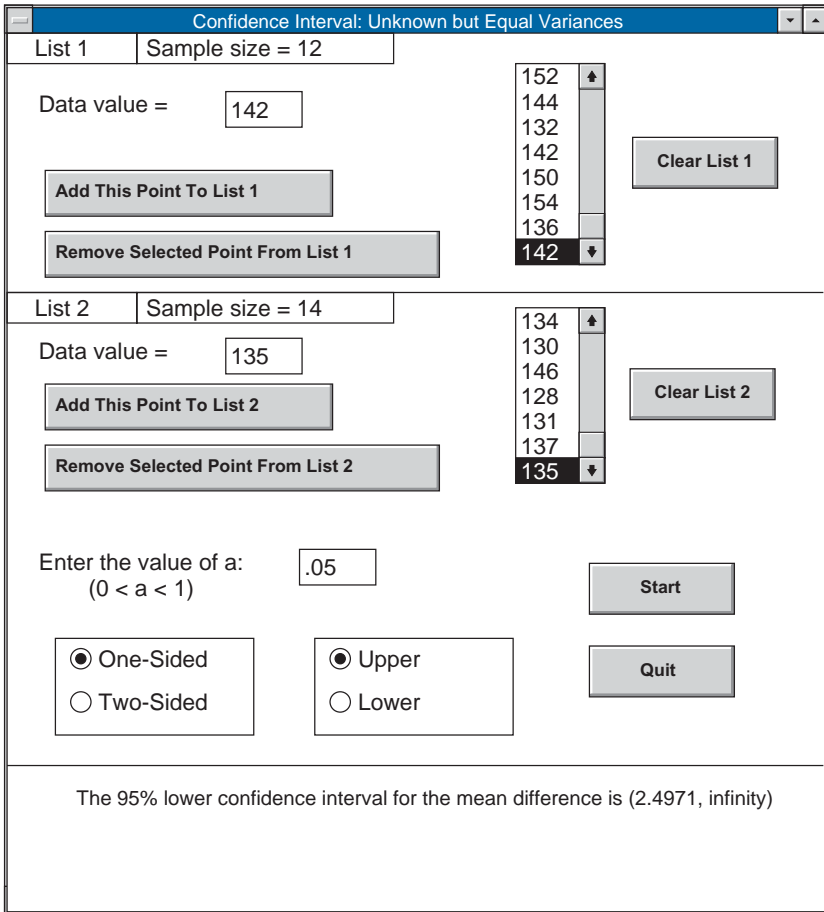 Confidence Interval: Unknown but Equal Variances
List 1 Sample size = 12
Data value = 142
Add This Point To List 1
Remove Selected Point From List 1
152
144
132
142
150
154
136
142
Clear List 1
List 2 Sample size = 14
Data value = 135
Add This Point To List 2
Remove Selected Point From List 2
134
130
146
128
131
137
135
Clear List 2
Enter the value of a: .05
(0 < a < 1)
Start
One-Sided
Two-Sided
Upper
Lower
Quit
The 95% lower confidence interval for the mean difference is (2.4971, infinity)